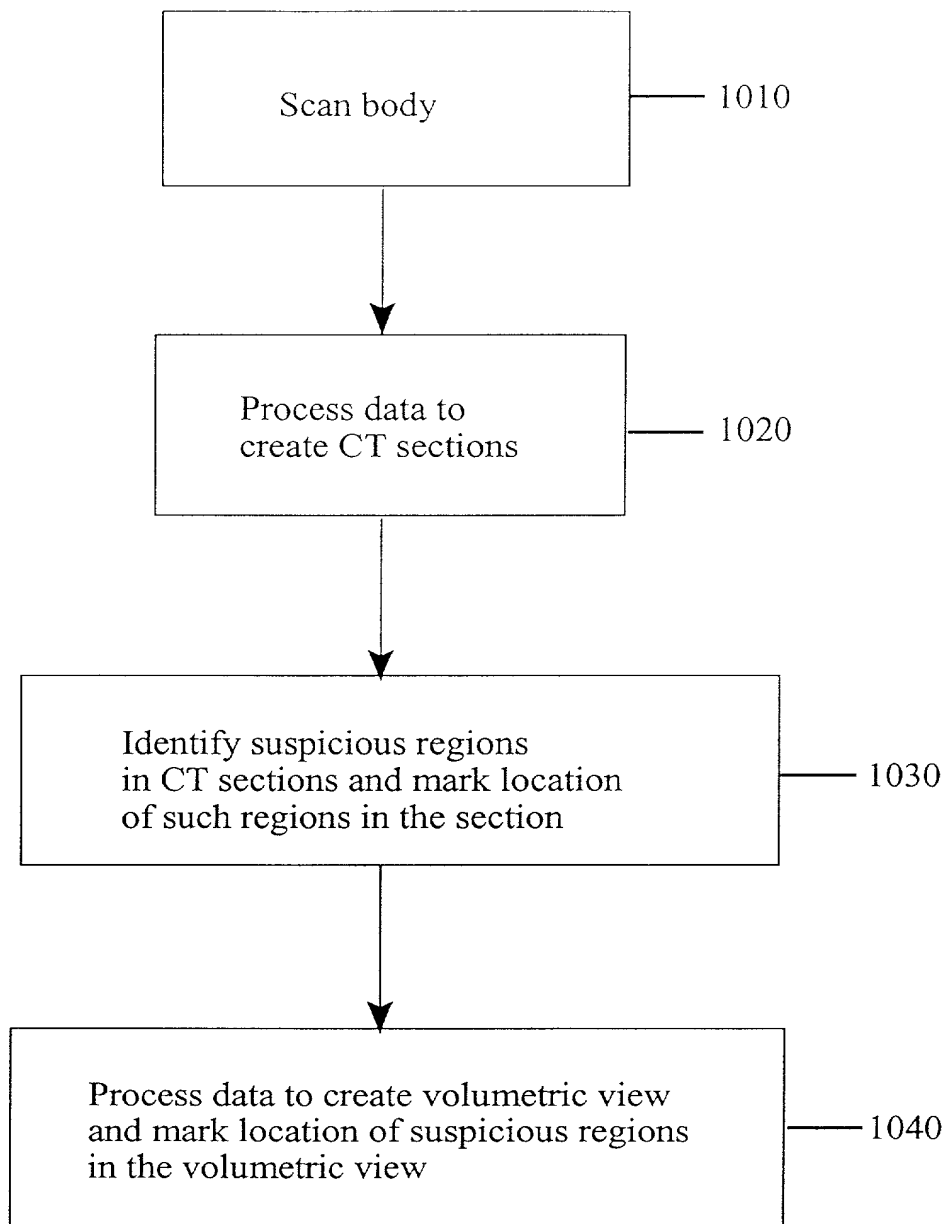 Scan body
1010
Process data to
create CT sections
1020
Identify suspicious regions
in CT sections and mark location
of such regions in the section
1030
Process data to create volumetric view
and mark location of suspicious regions
in the volumetric view
1040